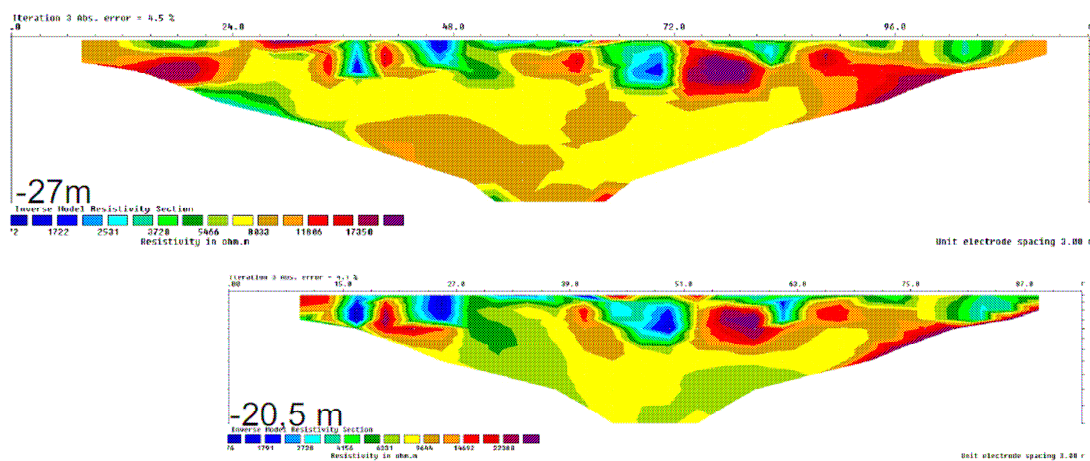 Iteration 3 Abs. error = 4.5 %
.0 24.0 48.0 72.0 96.0
-27m
Inverse Model Resistivity Section
1722 2531 3720 5466 8033 11806 17350
Resistivity in ohm.m
Unit electrode spacing 3.00
Iteration 3 Abs. error = 4.1 %
.00 15.0 27.0 39.0 51.0 63.0 75.0 87.0
-20,5 m
Inverse Model Resistivity Section
1791 2728 4156 6331 9644 14692
Resistivity in ohm.m
Unit electrode spacing 3.00